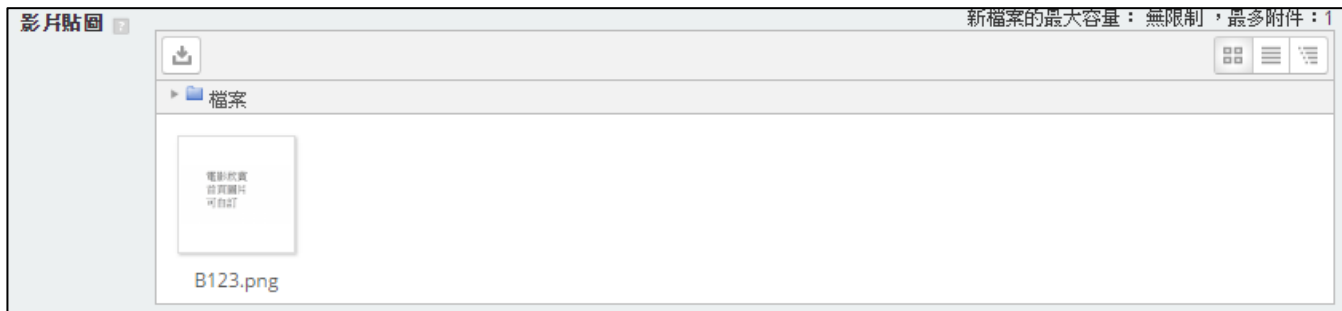 影片貼圖
新檔案的最大容量： 無限制 ，最多附件：1
檔案
電影欣賞
首頁圖片
可自訂
B123.png